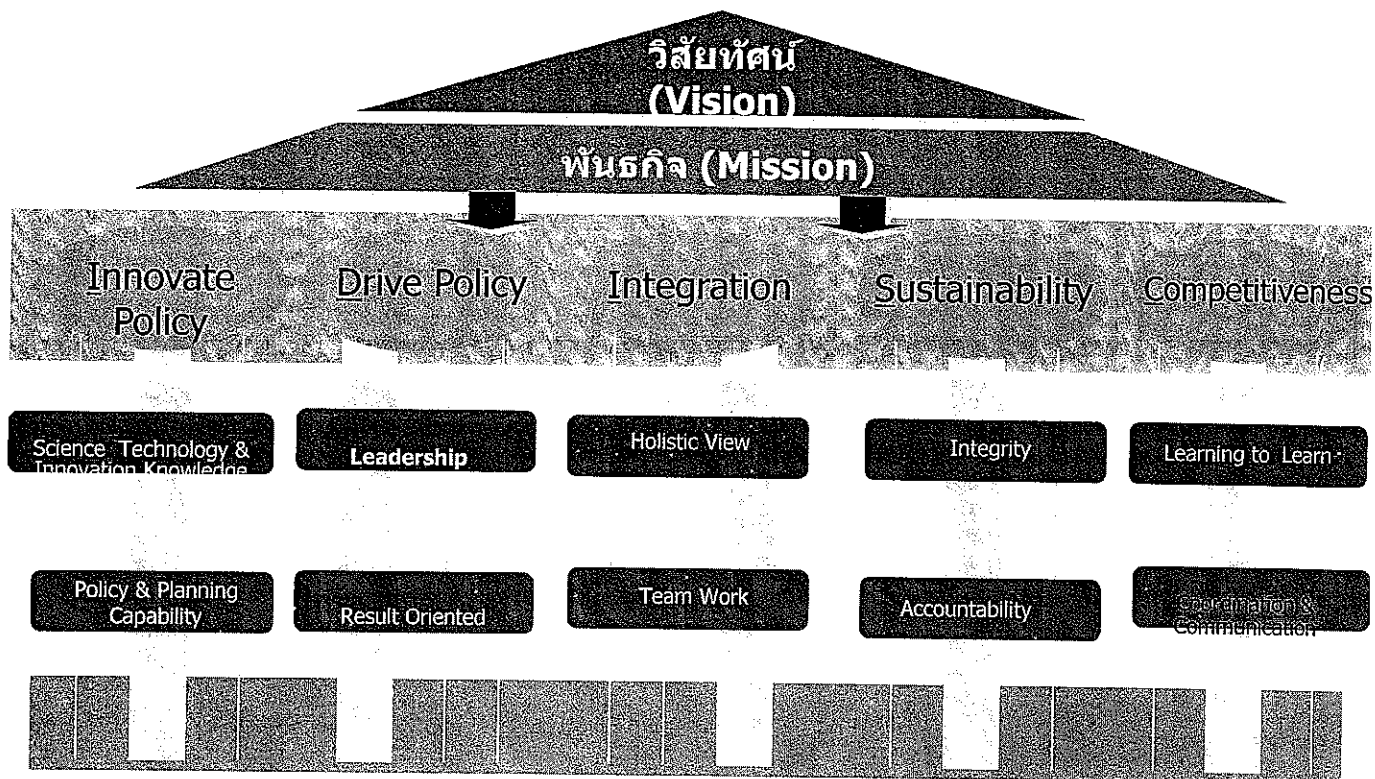 วิสัยทัศน์
(Vision)
พันธกิจ (Mission)
Innovate
Policy
Drive Policy
Integration
Sustainability
Competitiveness
Science Technology &
Innovation Knowledge
Leadership
Holistic View
Integrity
Learning to Learn
Policy & Planning
Capability
Result Oriented
Team Work
Accountability
Coordination &
Communication